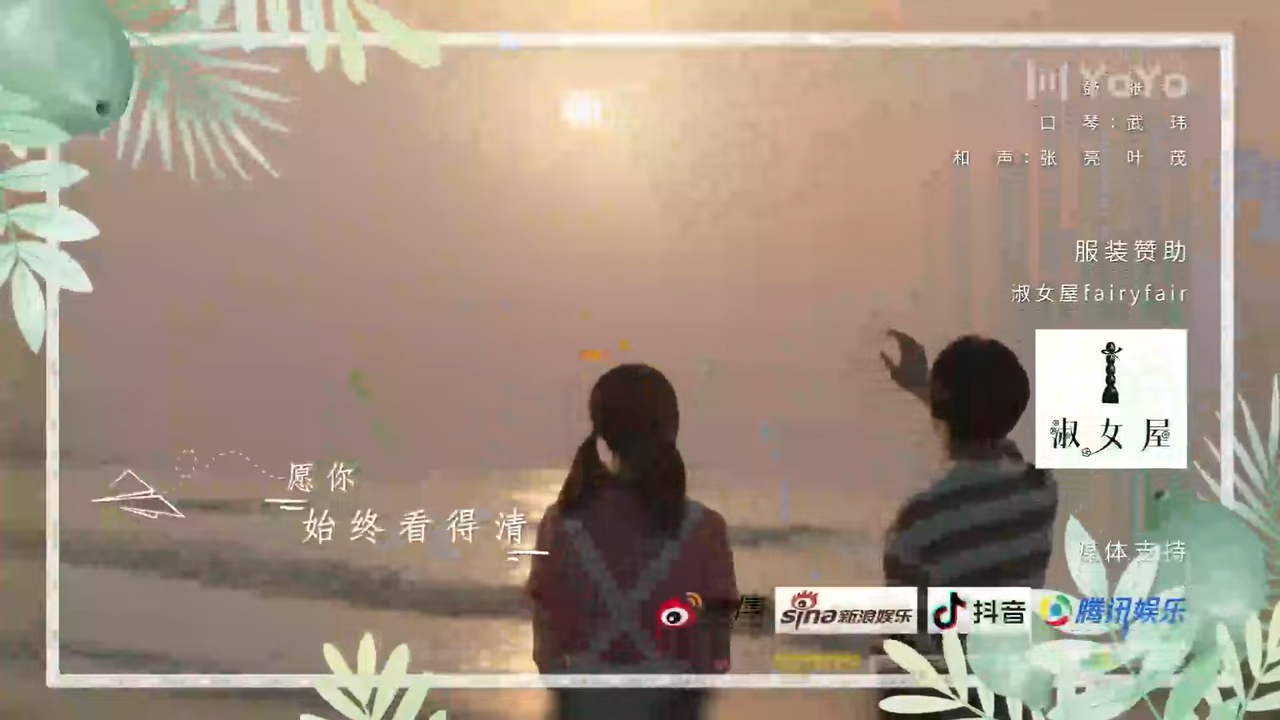 YoYo
口 琴：武 玮
和 声：张 亮 叶 茂
服装赞助
淑女屋fairyfair
淑女屋
愿你
始终看得清
媒体支持
sina新浪娱乐
抖音
腾讯娱乐